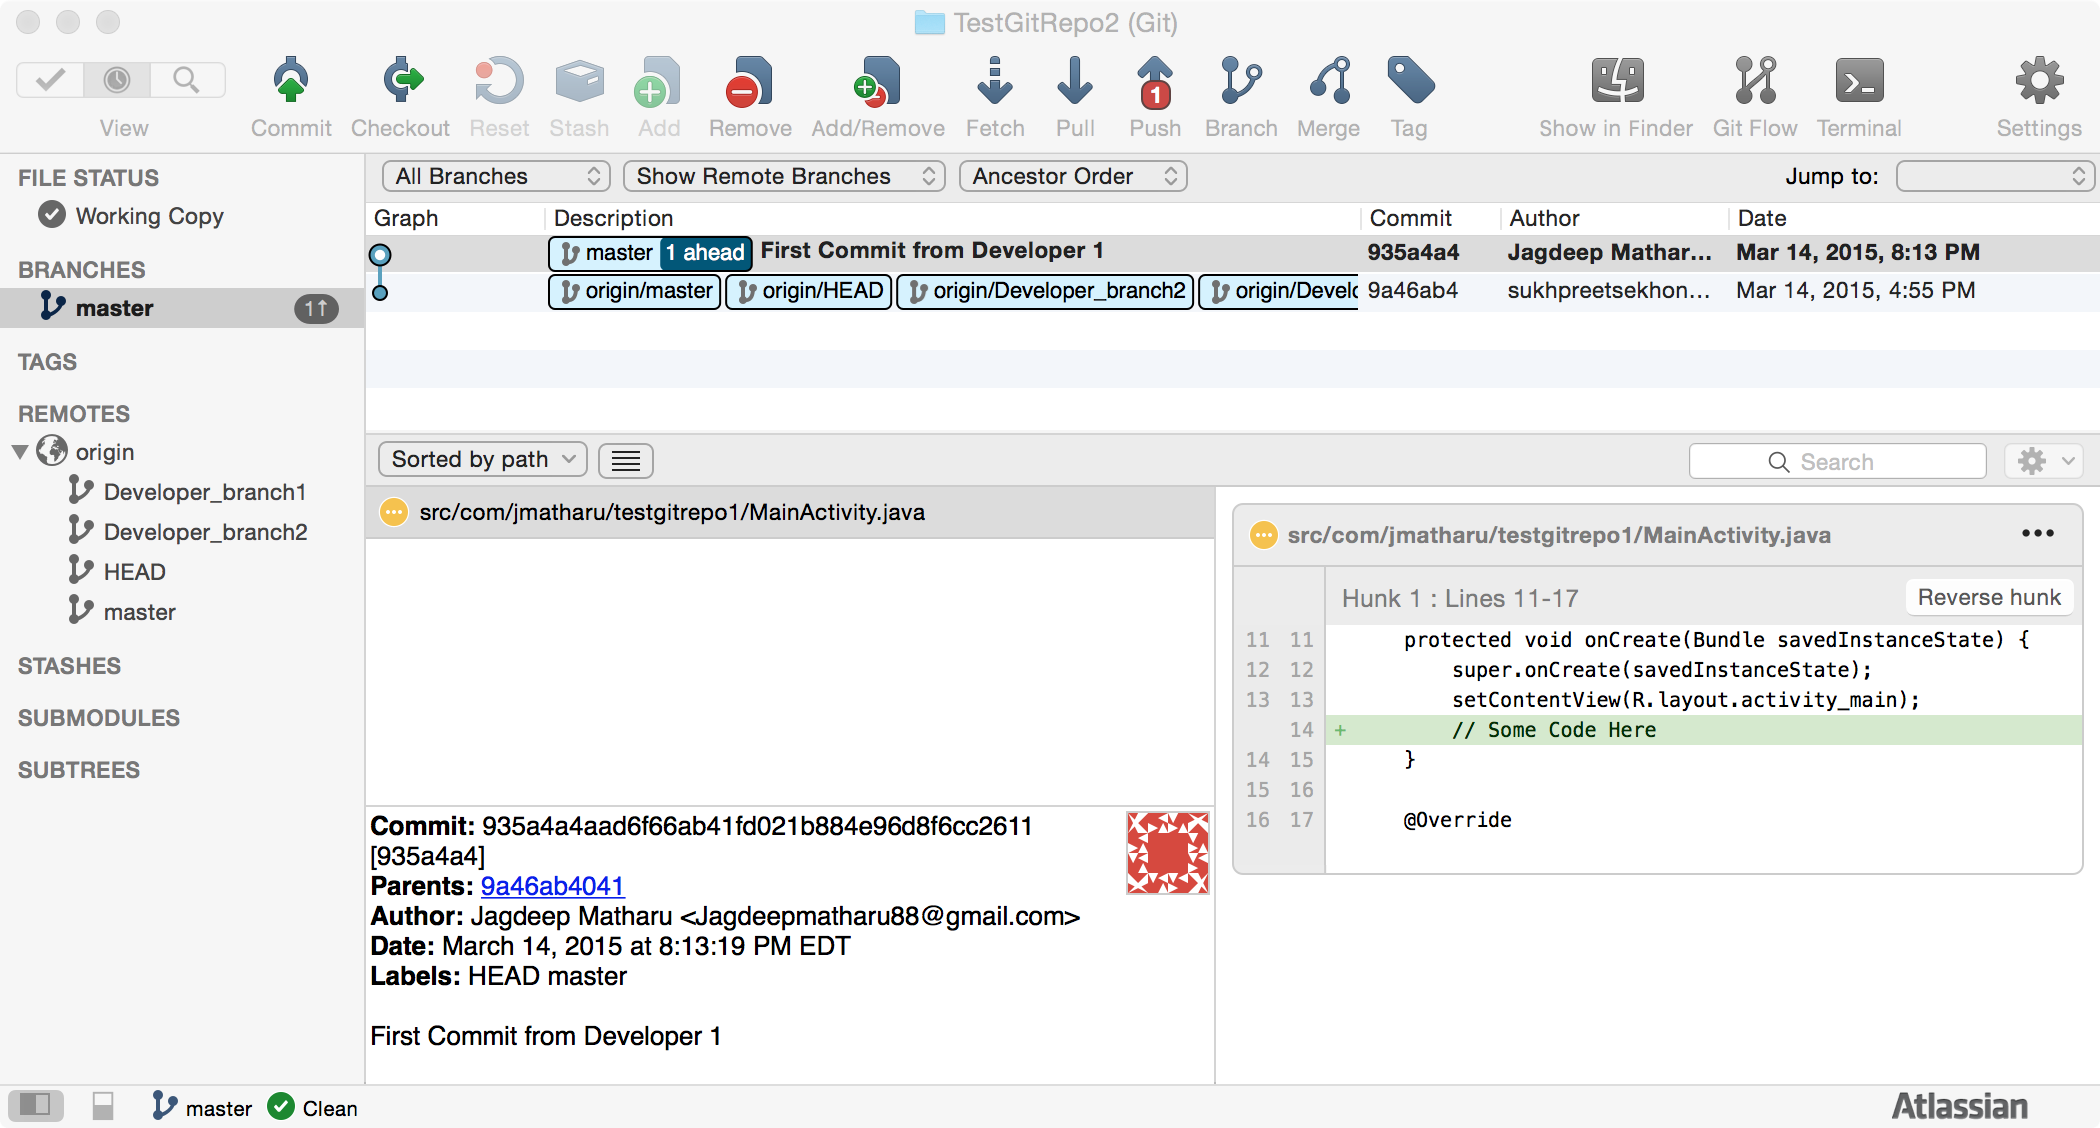 TestGitRepo2 (Git)
View
Commit
Checkout
Reset
Stash
Add
Remove
Add/Remove
Fetch
Pull
1
Push
Branch
Merge
Tag
Show in Finder
Git Flow
Terminal
Settings
FILE STATUS
Working Copy
BRANCHES
master 1↑
TAGS
REMOTES
origin
Developer_branch1
Developer_branch2
HEAD
master
STASHES
SUBMODULES
SUBTREES
All Branches Show Remote Branches Ancestor Order Jump to:
Graph Description Commit Author Date
master 1 ahead First Commit from Developer 1 935a4a4 Jagdeep Mathar... Mar 14, 2015, 8:13 PM
origin/master origin/HEAD origin/Developer_branch2 origin/Develo 9a46ab4 sukhpreetsekhon... Mar 14, 2015, 4:55 PM
Sorted by path Search
src/com/jmatharu/testgitrepo1/MainActivity.java
Commit: 935a4a4aad6f66ab41fd021b884e96d8f6cc2611
[935a4a4]
Parents: 9a46ab4041
Author: Jagdeep Matharu <Jagdeepmatharu88@gmail.com>
Date: March 14, 2015 at 8:13:19 PM EDT
Labels: HEAD master
First Commit from Developer 1
src/com/jmatharu/testgitrepo1/MainActivity.java •••
Hunk 1 : Lines 11-17 Reverse hunk
11 11 protected void onCreate(Bundle savedInstanceState) {
12 12 super.onCreate(savedInstanceState);
13 13 setContentView(R.layout.activity_main);
14 + // Some Code Here
14 15 }
15 16
16 17 @Override
master Clean
Atlassian